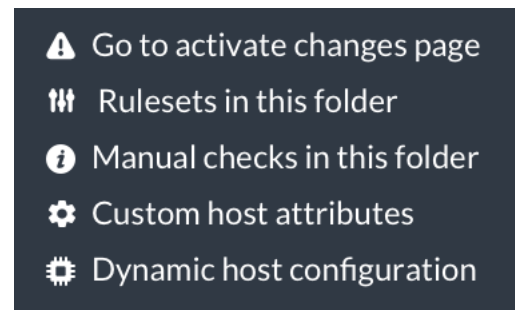 Go to activate changes page
Rulesets in this folder
Manual checks in this folder
Custom host attributes
Dynamic host configuration